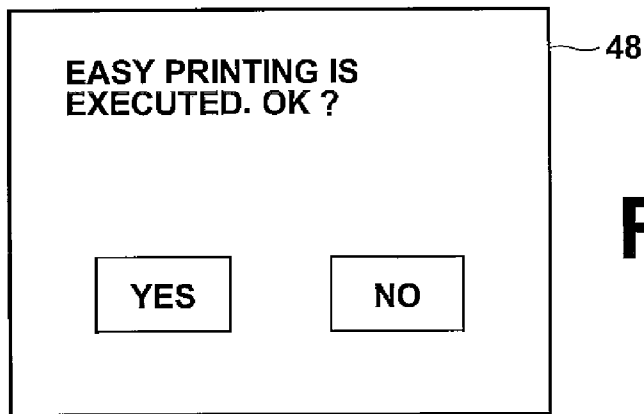 EASY PRINTING IS
EXECUTED. OK ?
48
YES
NO